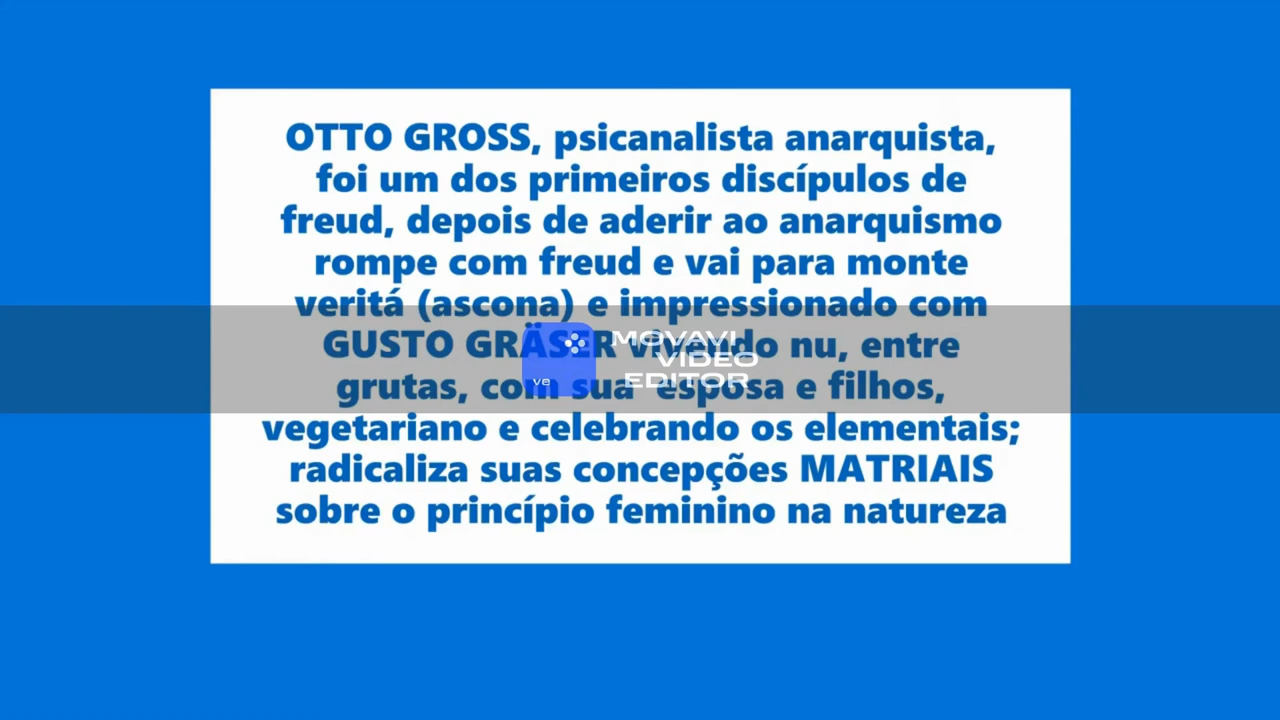 OTTO GROSS, psicanalista anarquista,
foi um dos primeiros discípulos de
freud, depois de aderir ao anarquismo
rompe com freud e vai para monte
veritá (ascona) e impressionado com
GUSTO GRÄSER vivendo nu, entre
grutas, com sua esposa e filhos,
vegetariano e celebrando os elementais;
radicaliza suas concepções MATRIAIS
sobre o princípio feminino na natureza
ve
MOVAVI
VIDEO
EDITOR